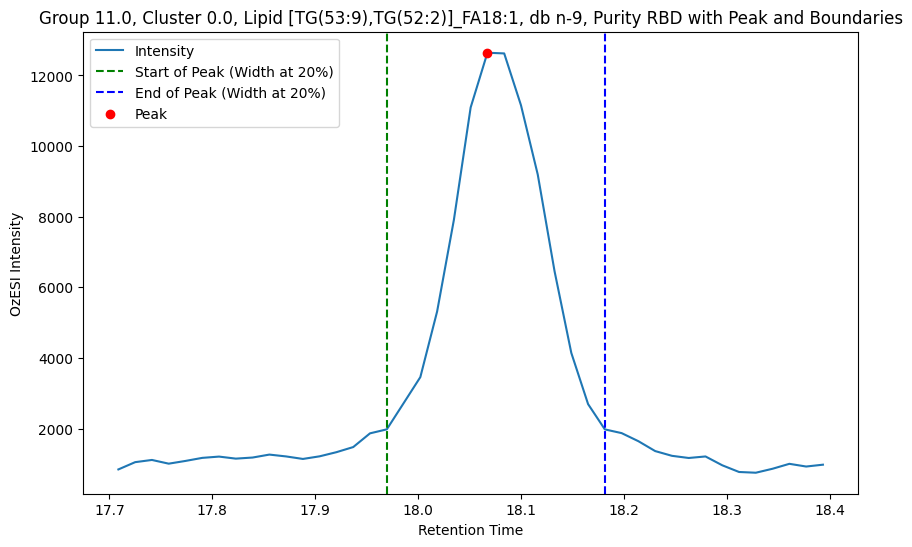 Group 11.0, Cluster 0.0, Lipid [TG(53:9),TG(52:2)]_FA18:1, db n-9, Purity RBD with Peak and Boundaries
Intensity
Start of Peak (Width at 20%)
End of Peak (Width at 20%)
Peak
OzESI Intensity
12000
10000
8000
6000
4000
2000
17.7
17.8
17.9
18.0
18.1
18.2
18.3
18.4
Retention Time